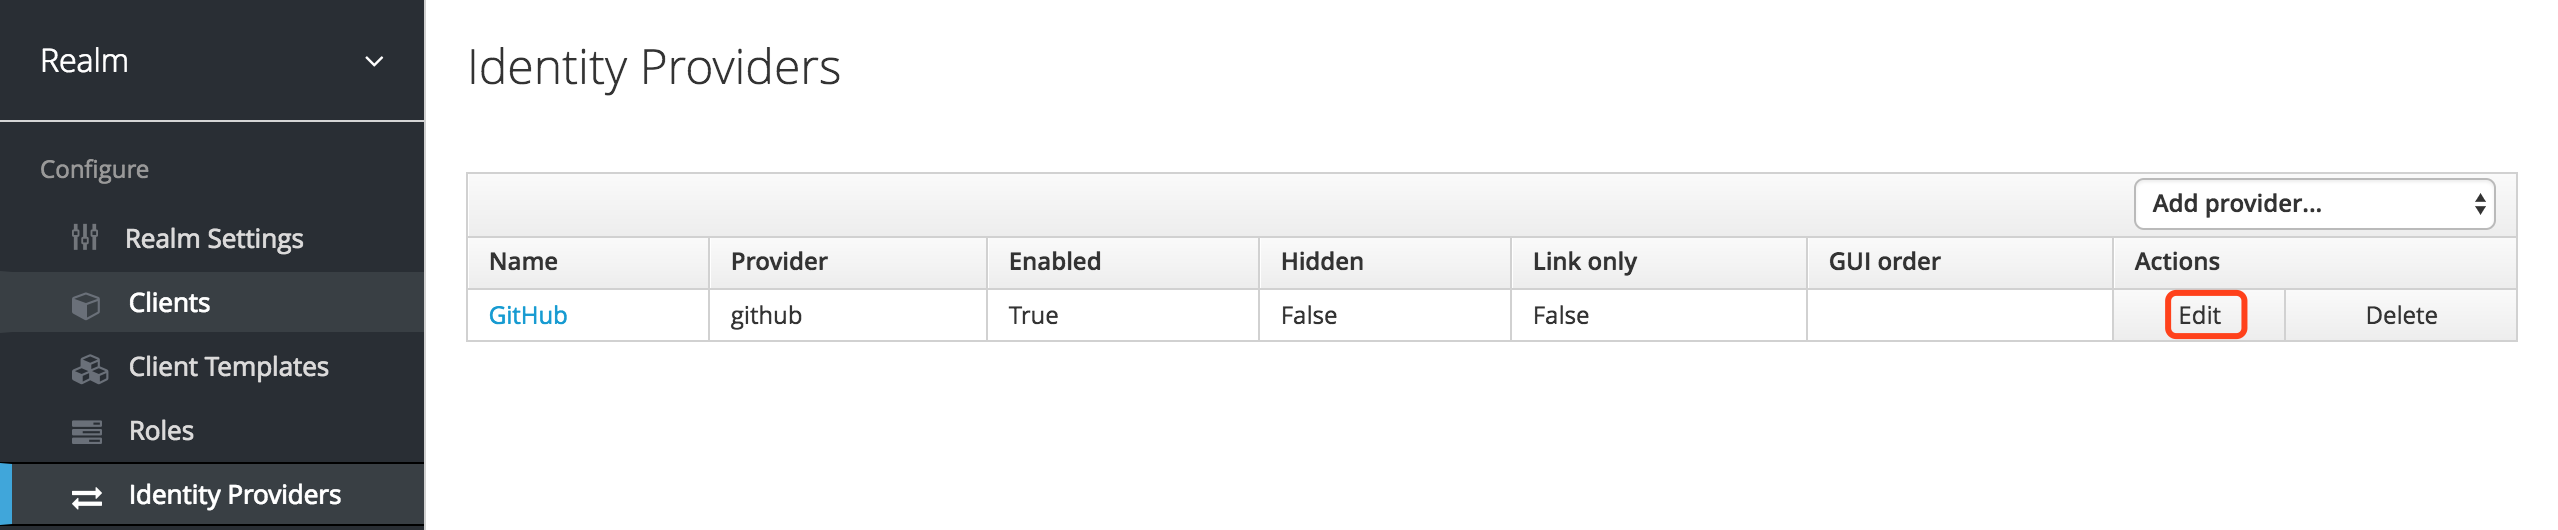 Realm
Configure
Realm Settings
Clients
Client Templates
Roles
Identity Providers
Identity Providers
Add provider...
Name Provider Enabled Hidden Link only GUI order Actions
GitHub github True False False Edit Delete